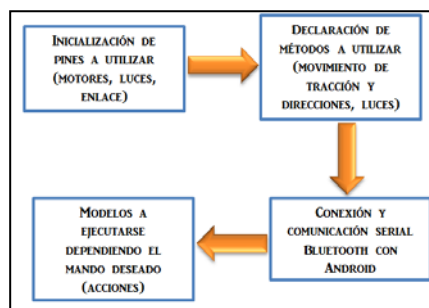 INICIALIZACIÓN DE
PINES A UTILIZAR
(MOTORES, LUCES,
ENLACE)
DECLARACIÓN DE
MÉTODOS A UTILIZAR
(MOVIMIENTO DE
TRACCIÓN Y
DIRECCIONES, LUCES)
CONEXIÓN Y
COMUNICACIÓN SERIAL
BLUETOOTH CON
ANDROID
MODELOS A
EJECUTARSE
DEPENDIENDO EL
MANDO DESEADO
(ACCIONES)